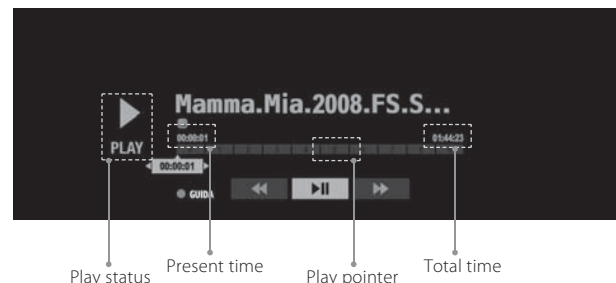 Mamma.Mia.2008.FS.S...
00:00:01 01:44:23
PLAY
00:00:01
GUIDA
Play status Present time Play pointer Total time